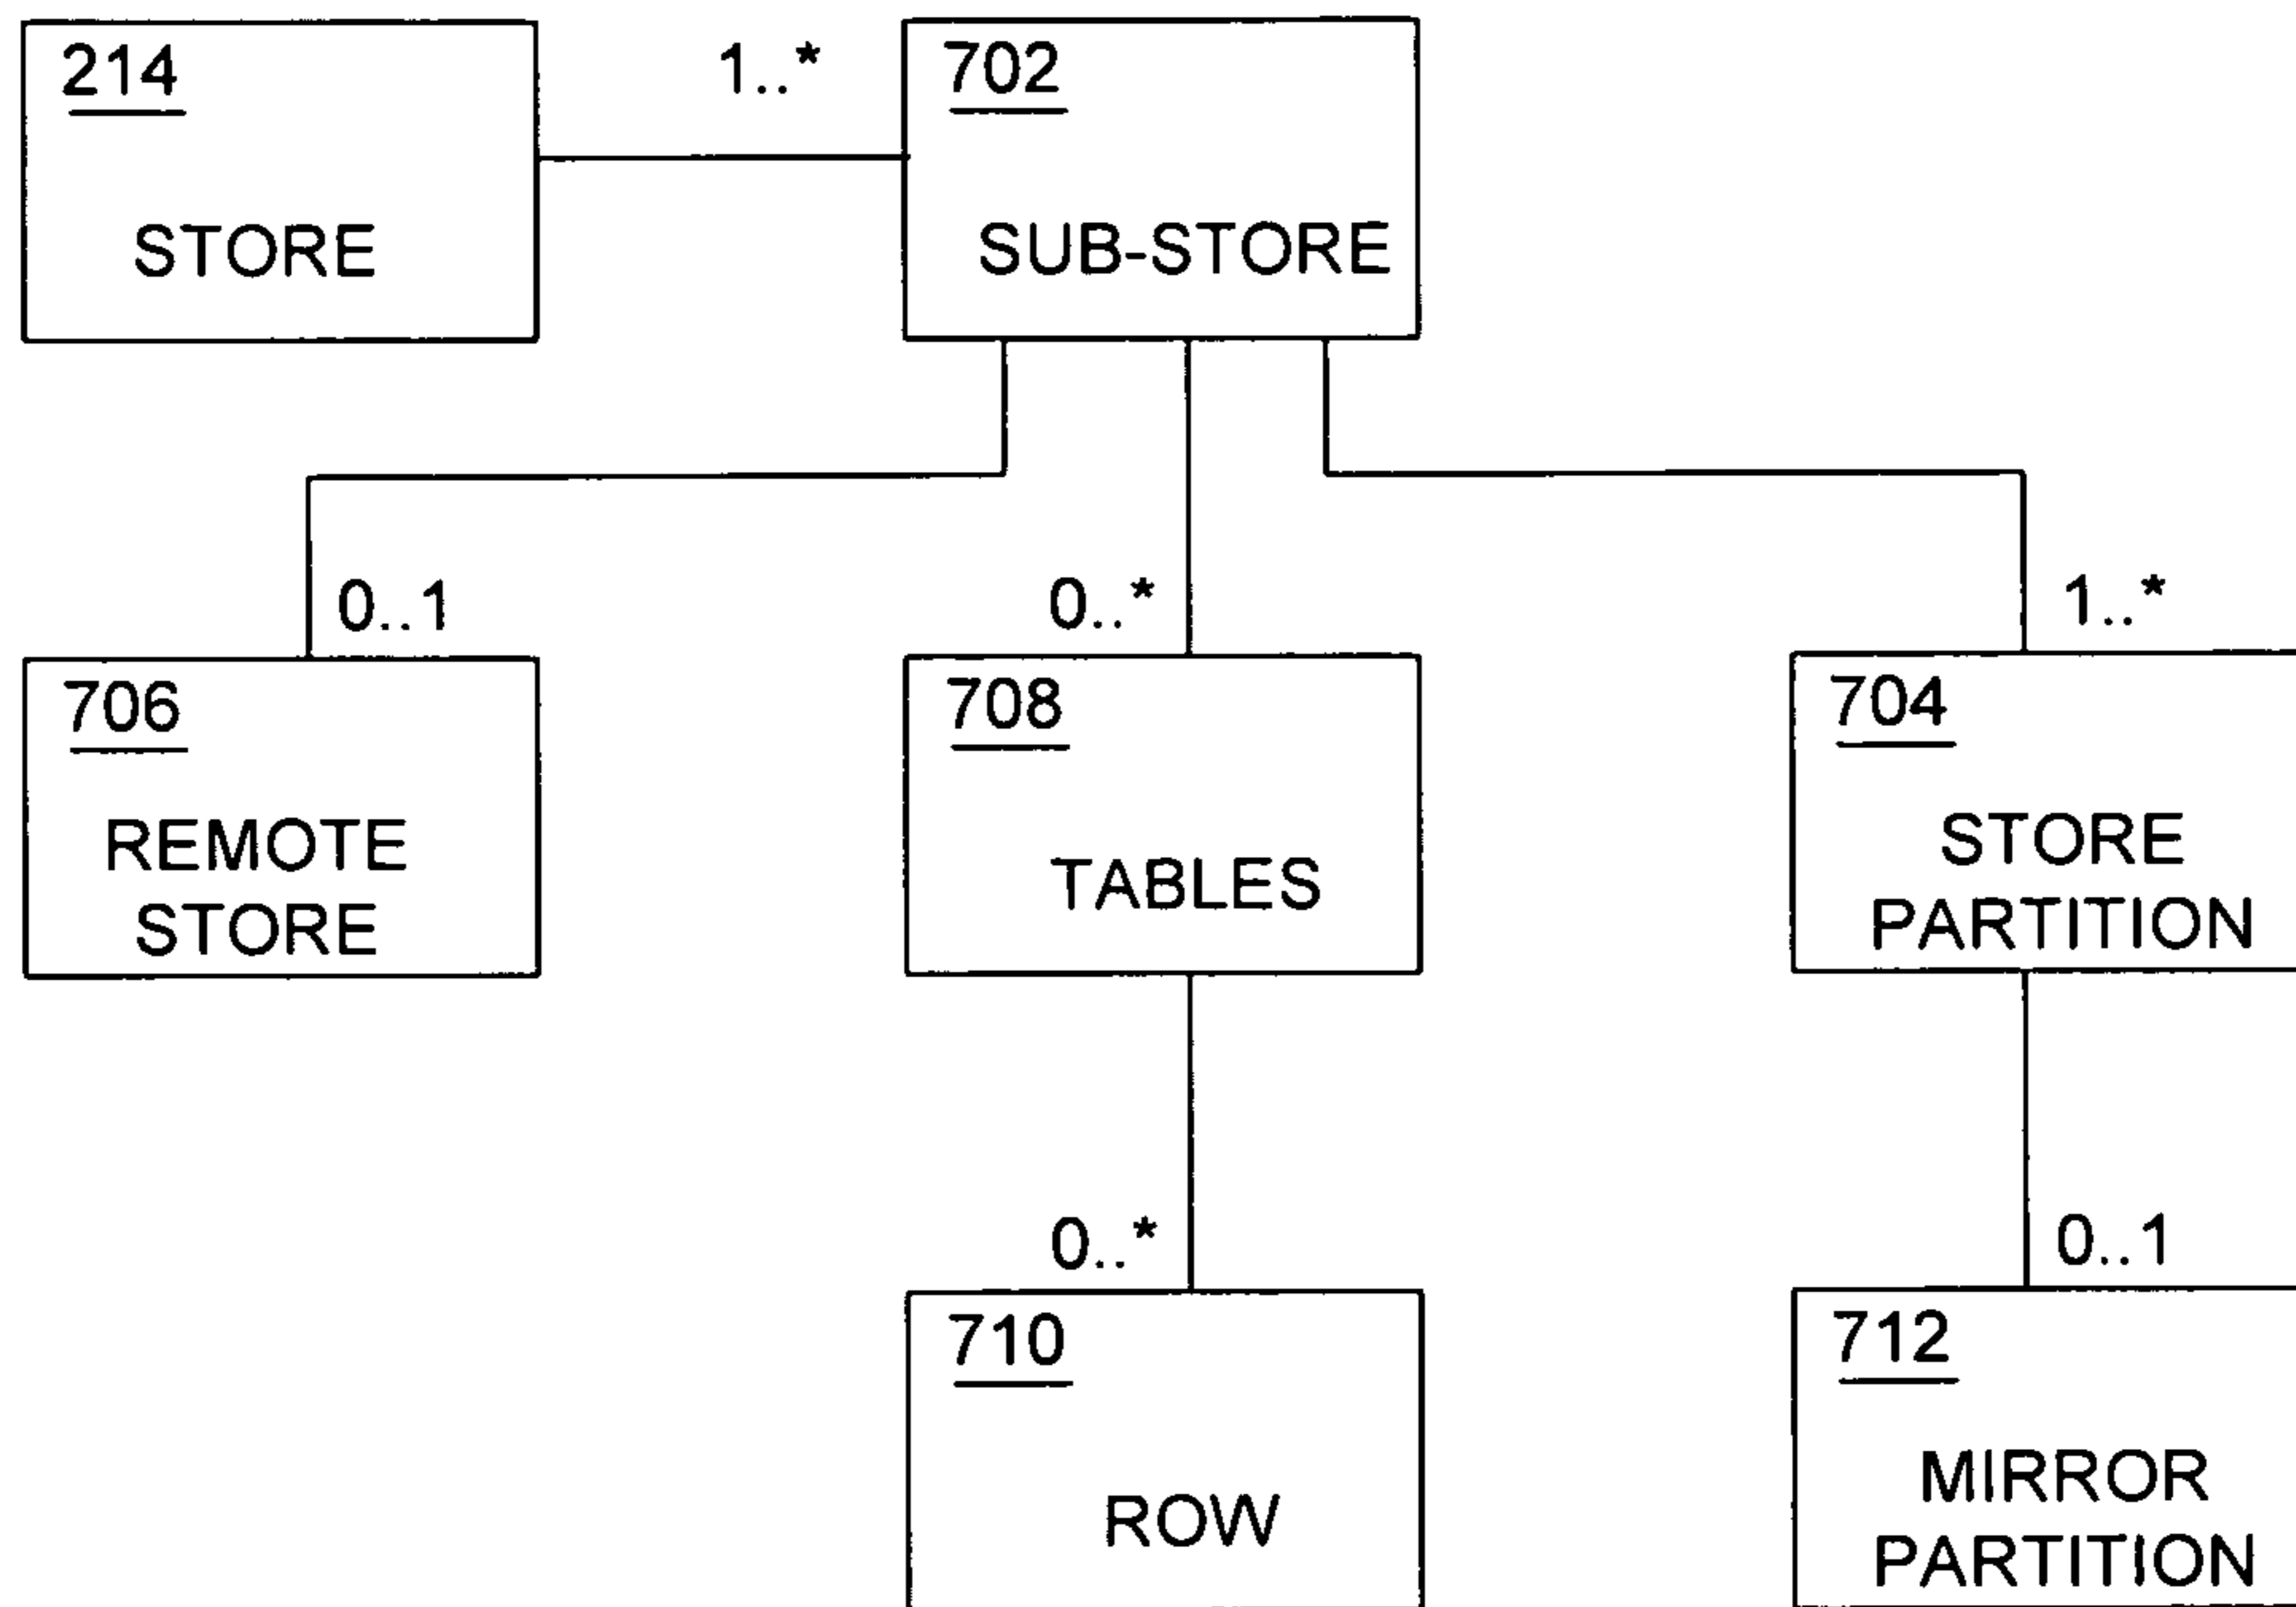 214
1..*
702
STORE
SUB-STORE
0..1
0..*
1..*
706
708
704
REMOTE
STORE
TABLES
STORE
PARTITION
0..*
0..1
710
712
ROW
MIRROR
PARTITION